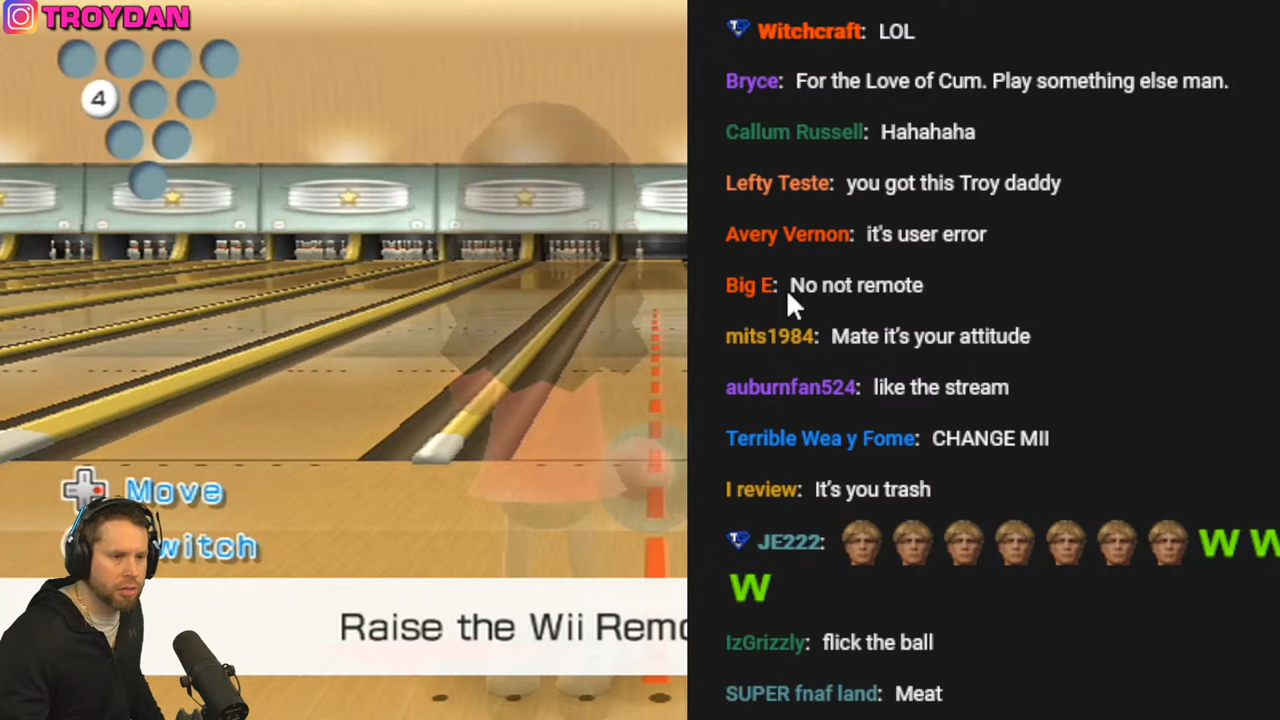 TROYDAN
4
Move
witch
Raise the Wii Remo
Witchcraft: LOL
Bryce: For the Love of Cum. Play something else man.
Callum Russell: Hahahaha
Lefty Teste: you got this Troy daddy
Avery Vernon: it's user error
Big E: No not remote
mits1984: Mate it's your attitude
auburnfan524: like the stream
Terrible Wea y Fome: CHANGE MII
I review: It's you trash
JE222: W W
W
IzGrizzly: flick the ball
SUPER fnaf land: Meat